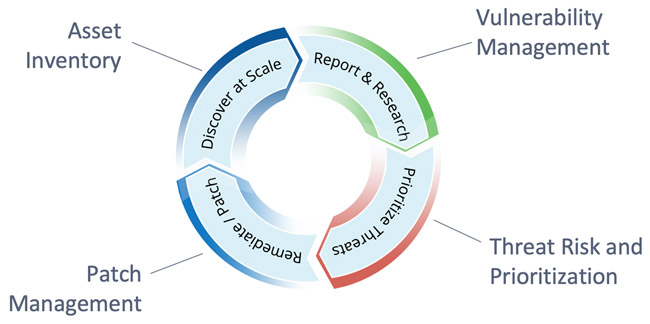 Asset
Inventory
Vulnerability
Management
Discover at Scale
Report & Research
Remediate / Patch
Prioritize Threats
Patch
Management
Threat Risk and
Prioritization